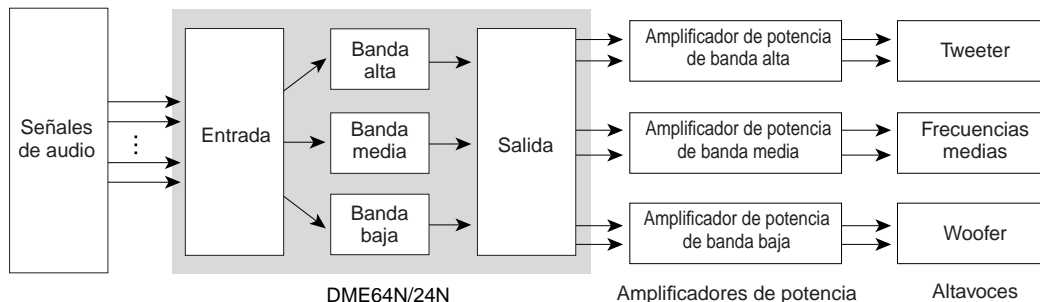 Señales
de audio
Entrada
Banda
alta
Banda
media
Banda
baja
Salida
Amplificador de potencia
de banda alta
Amplificador de potencia
de banda media
Amplificador de potencia
de banda baja
Tweeter
Frecuencias
medias
Woofer
DME64N/24N
Amplificadores de potencia
Altavoces